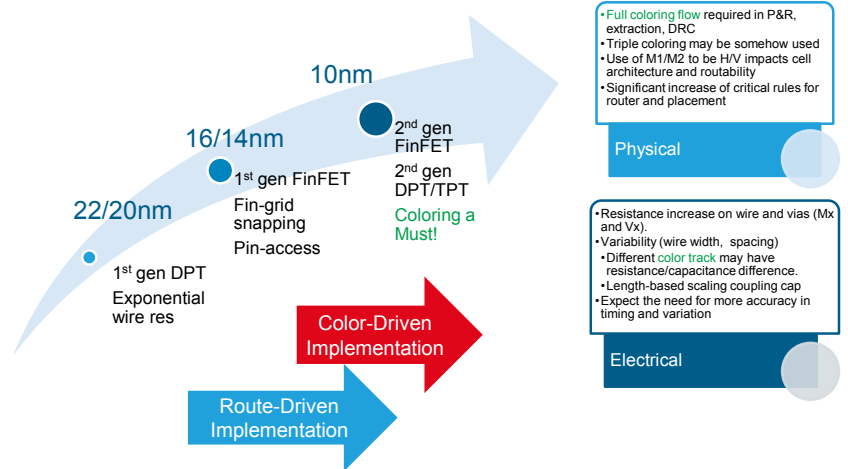 22/20nm
1st gen DPT
Exponential
wire res
16/14nm
1st gen FinFET
Fin-grid
snapping
Pin-access
10nm
2nd gen
FinFET
2nd gen
DPT/TPT
Coloring a
Must!
Color-Driven
Implementation
Route-Driven
Implementation
•Full coloring flow required in P&R,
extraction, DRC
•Triple coloring may be somehow used
•Use of M1/M2 to be H/V impacts cell
architecture and routability
•Significant increase of critical rules for
router and placement
Physical
•Resistance increase on wire and vias (Mx
and Vx).
•Variability (wire width, spacing)
•Different color track may have
resistance/capacitance difference.
•Length-based scaling coupling cap
•Expect the need for more accuracy in
timing and variation
Electrical